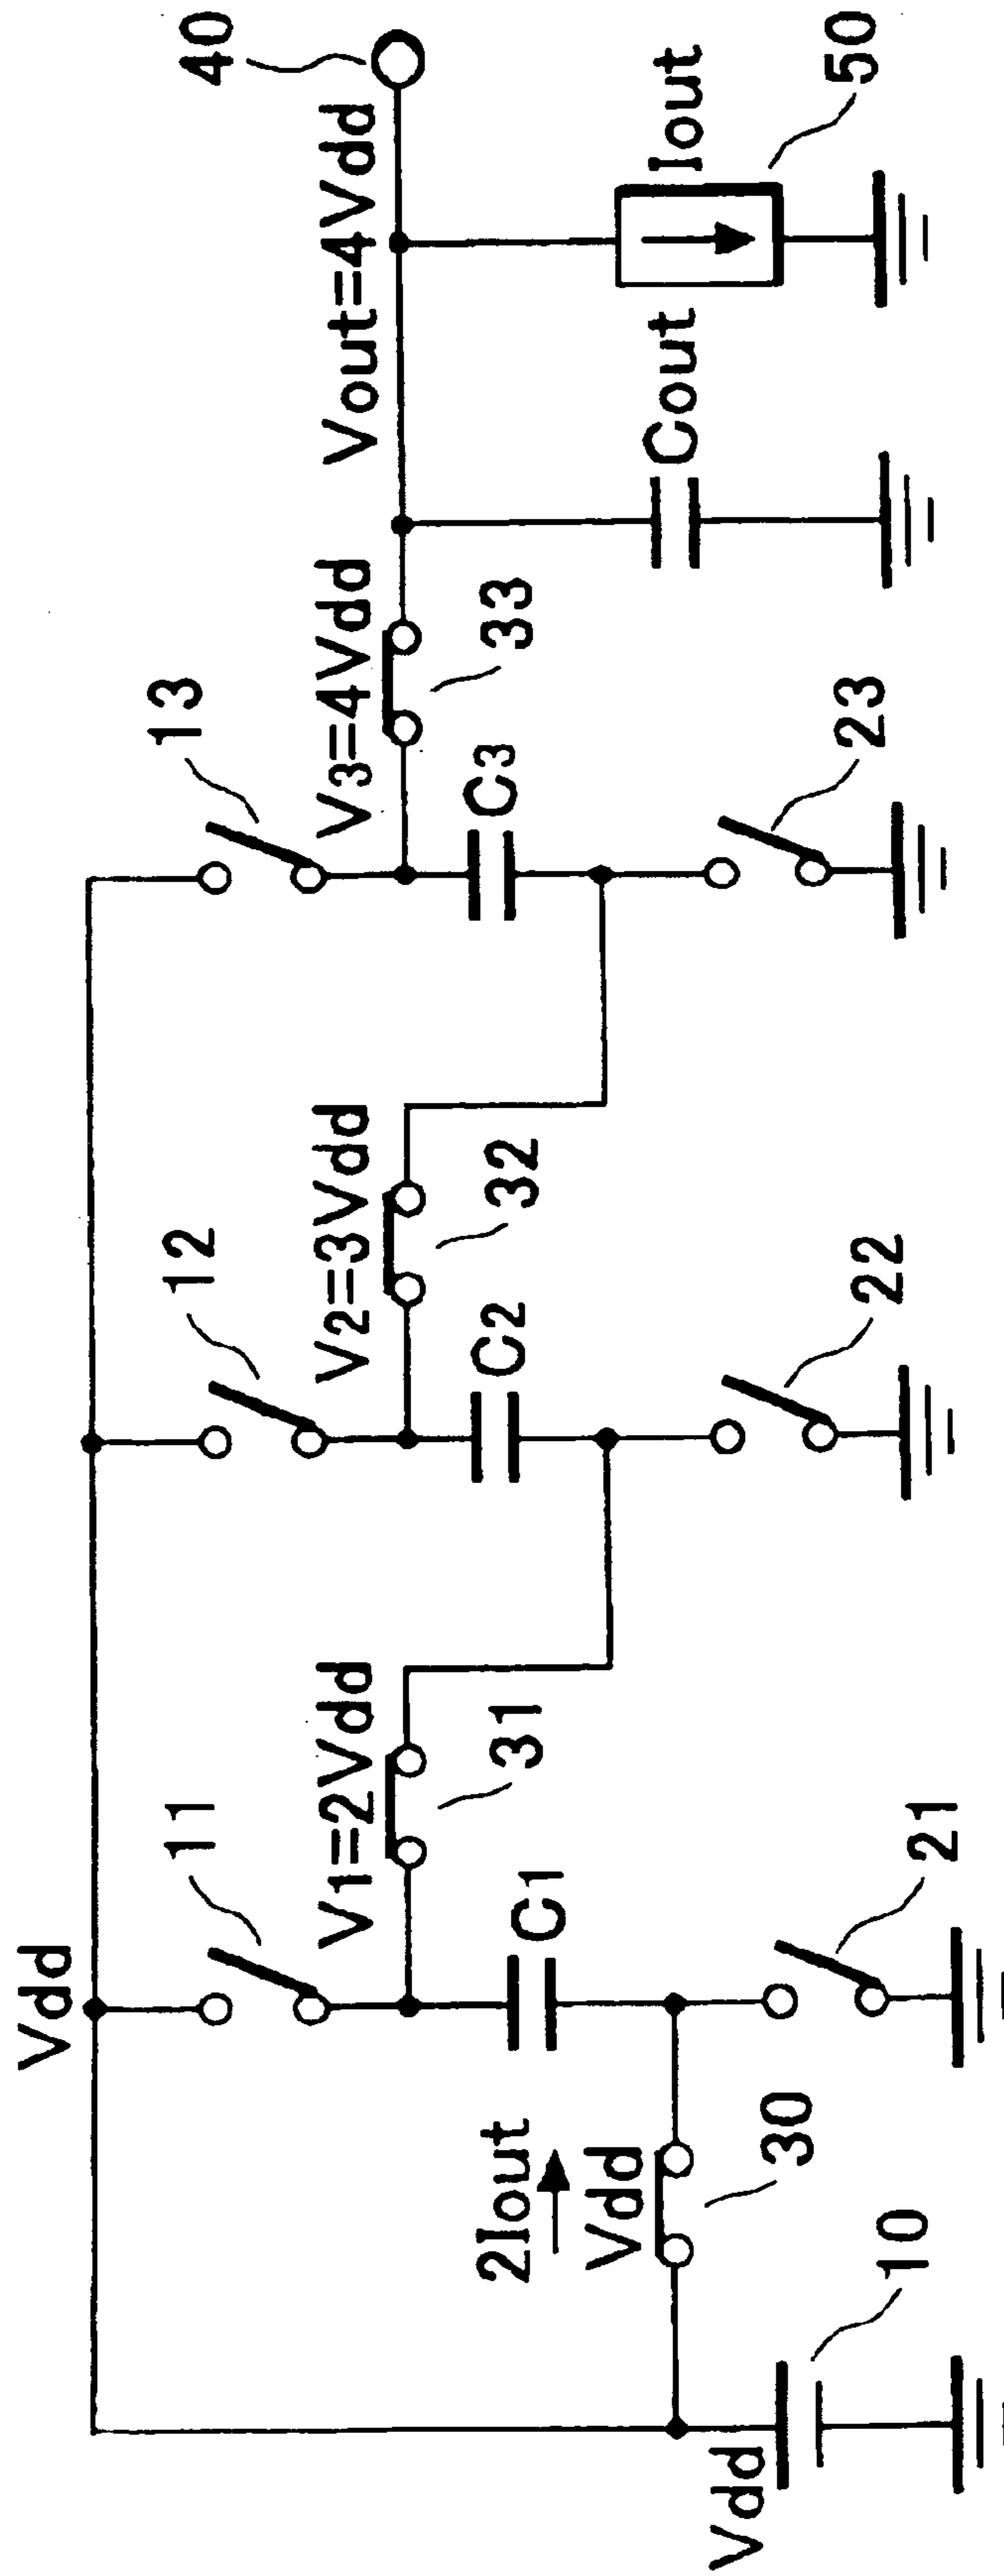 Vdd
11
12
13
V1=2Vdd
V2=3Vdd
V3=4Vdd
Vout=4Vdd
40
31
32
33
C1
C2
C3
Cout
Iout
50
2Iout
Vdd
30
21
22
23
Vdd
10